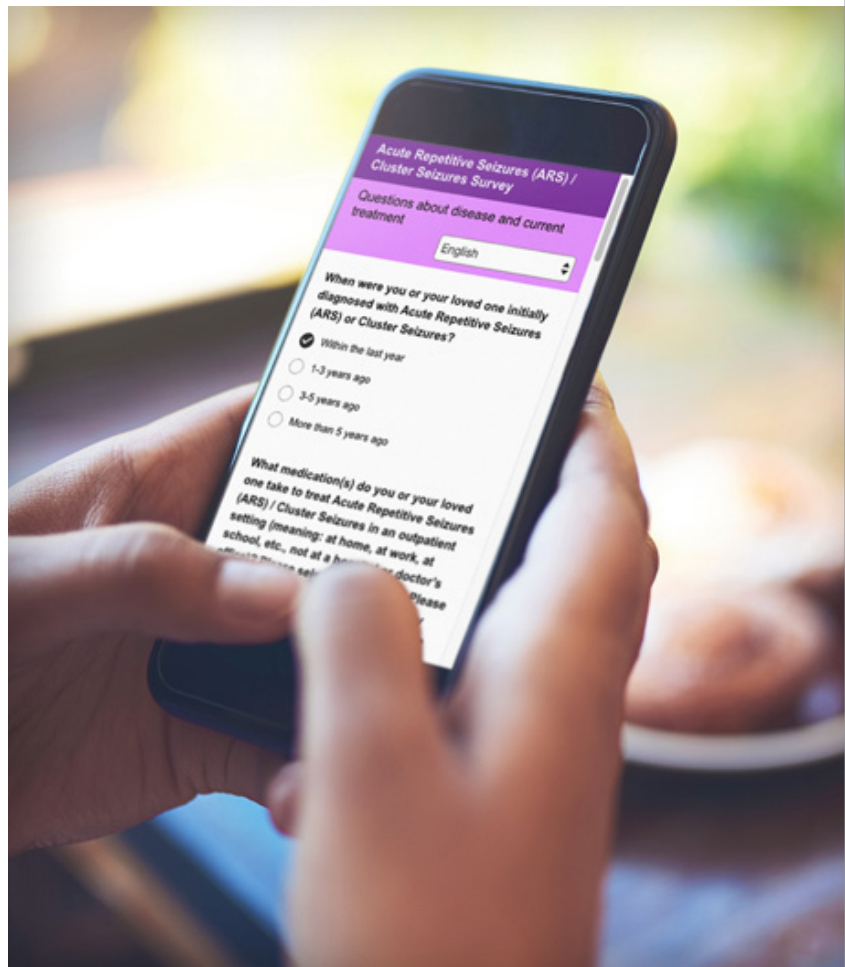 Acute Repetitive Seizures (ARS) /
Cluster Seizures Survey
Questions about disease and current
treatment
English
When were you or your loved one initially
diagnosed with Acute Repetitive Seizures
(ARS) or Cluster Seizures?
Within the last year
1-3 years ago
3-5 years ago
More than 5 years ago
What medication(s) do you or your loved
one take to treat Acute Repetitive Seizures
(ARS) / Cluster Seizures in an outpatient
setting (meaning: at home, at work, at
school, etc., not at a doctor's
Please
Please